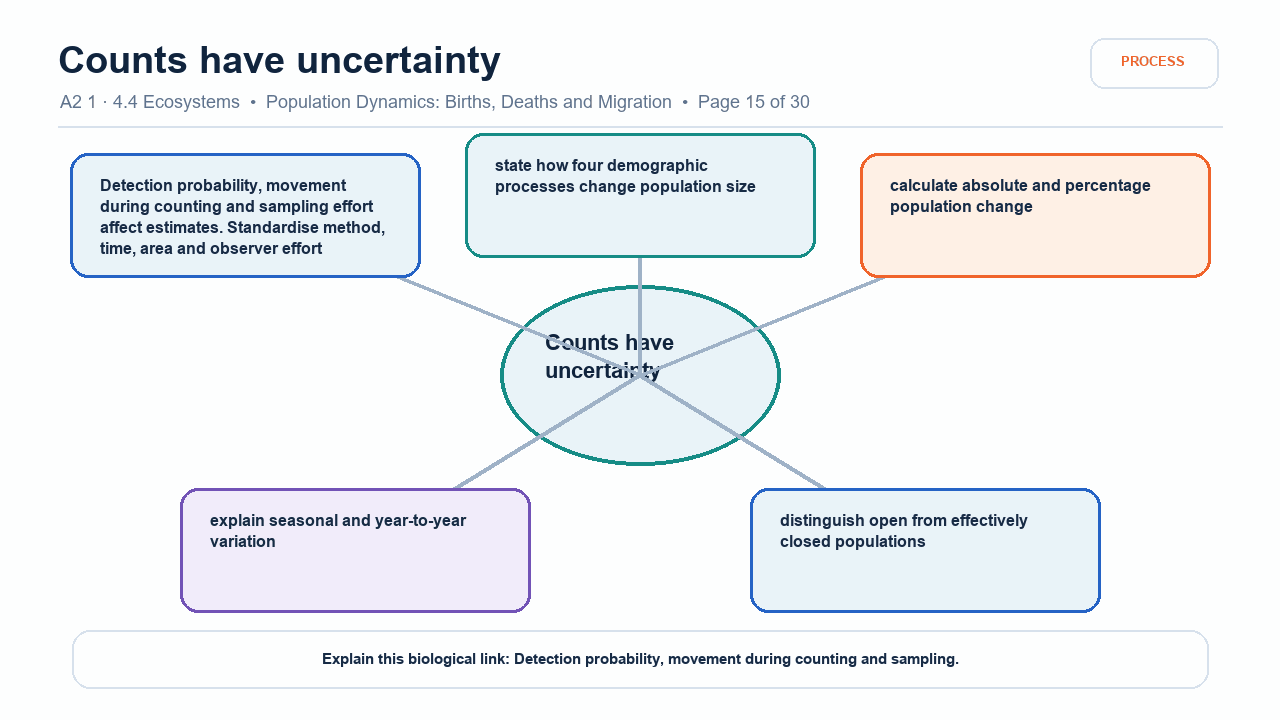 Counts have uncertainty
PROCESS
A2 1 · 4.4 Ecosystems • Population Dynamics: Births, Deaths and Migration • Page 15 of 30
Detection probability, movement
during counting and sampling effort
affect estimates. Standardise method,
time, area and observer effort
state how four demographic
processes change population size
calculate absolute and percentage
population change
Counts have
uncertainty
explain seasonal and year-to-year
variation
distinguish open from effectively
closed populations
Explain this biological link: Detection probability, movement during counting and sampling.